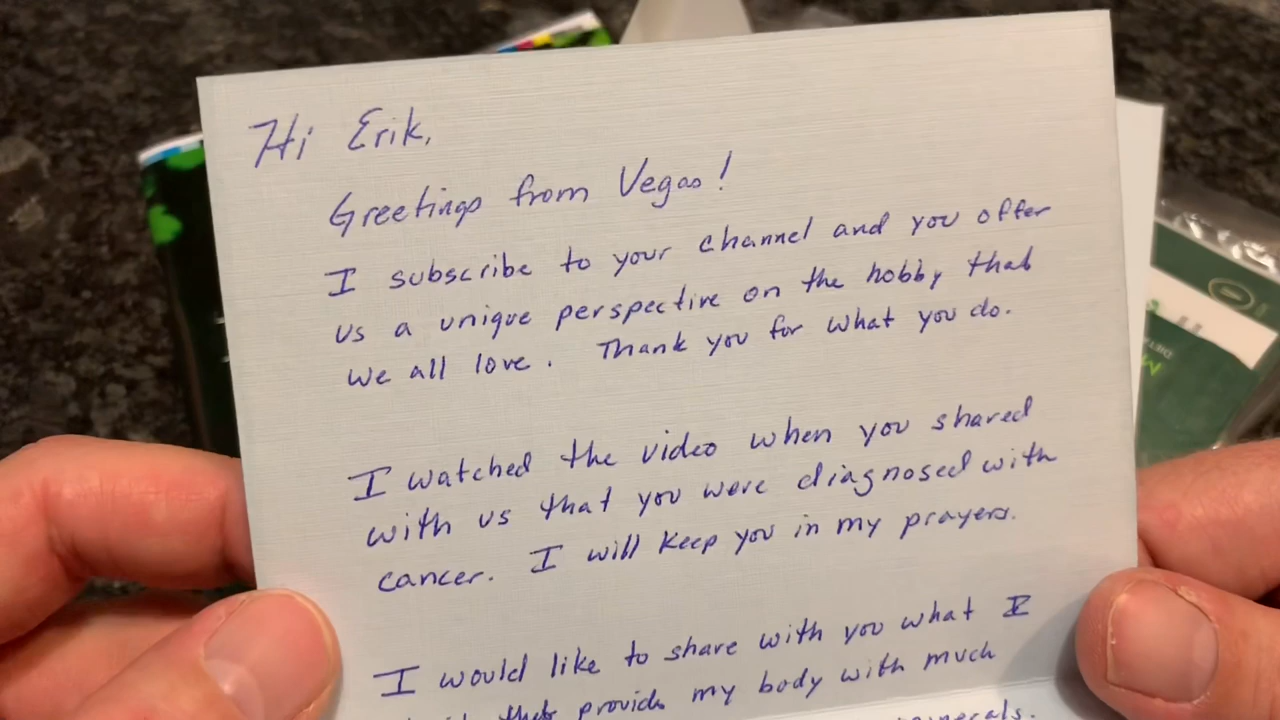 Hi Erik,
Greetings from Vegas!
I subscribe to your channel and you offer
us a unique perspective on the hobby that
we all love. Thank you for what you do.
I watched the video when you shared
with us that you were diagnosed with
cancer. I will keep you in my prayers.
I would like to share with you what I
provide my body with much
minerals.